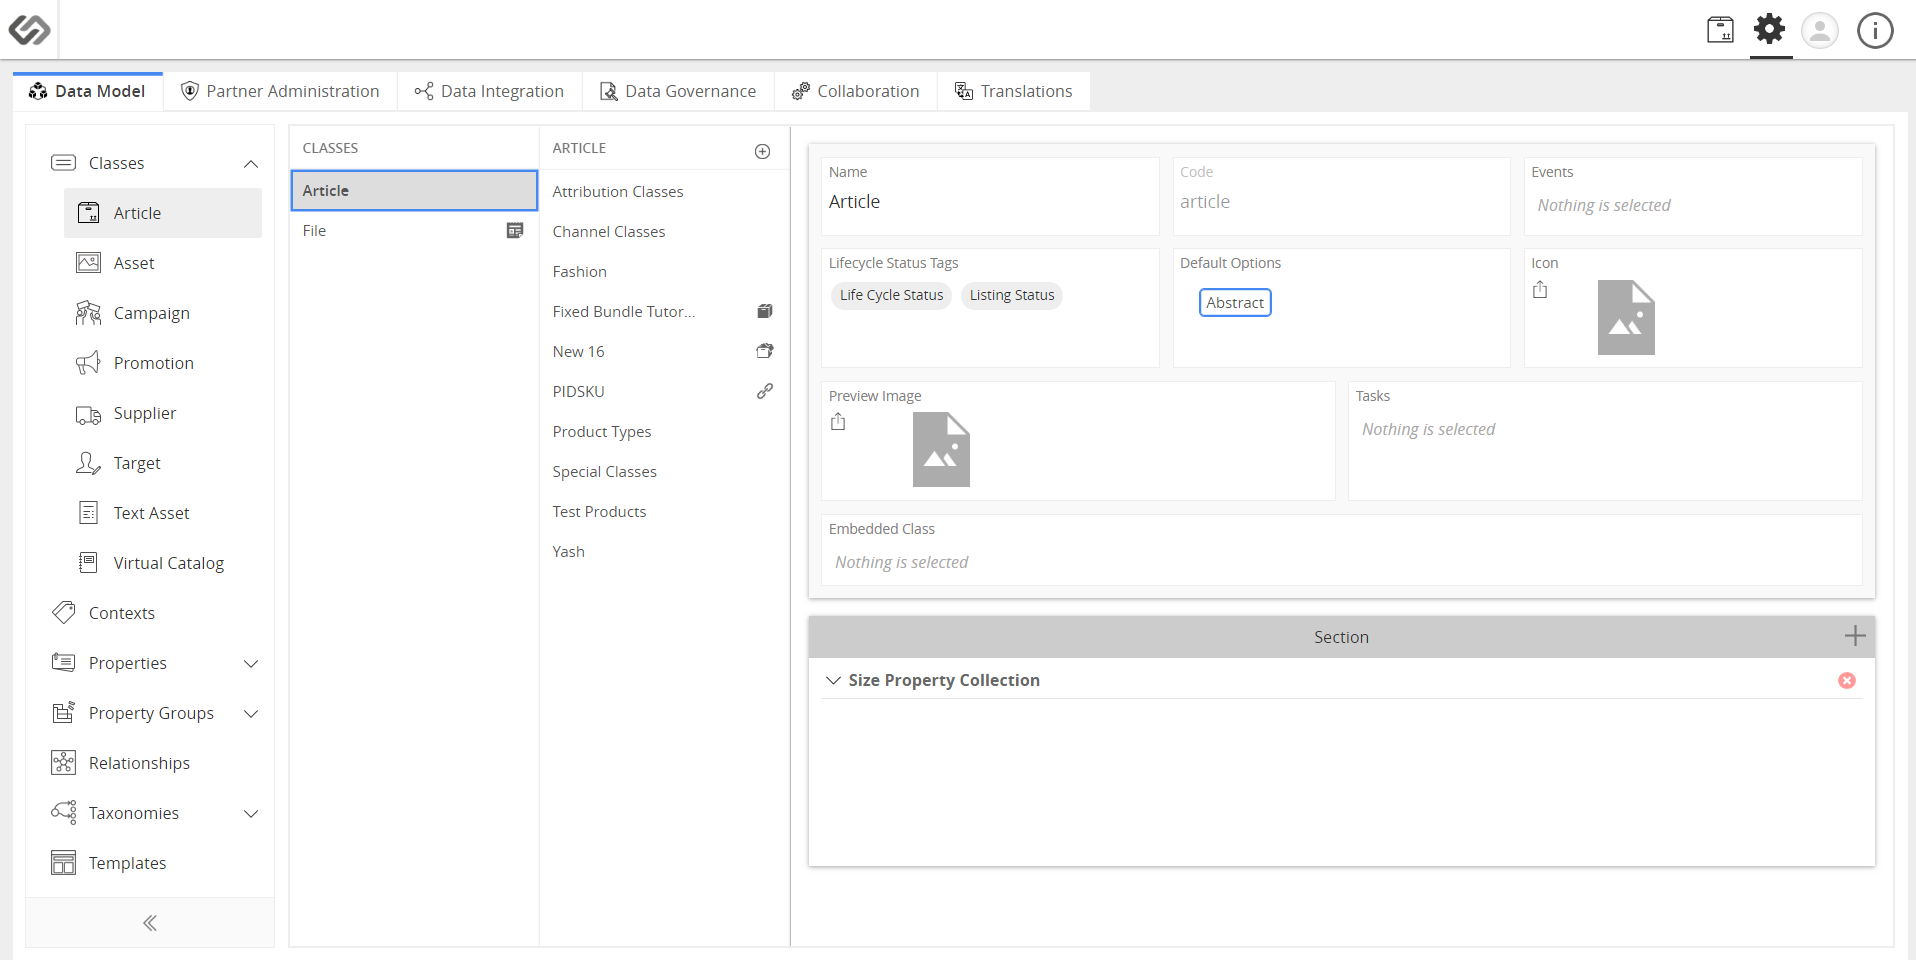 Data Model
Partner Administration
Data Integration
Data Governance
Collaboration
Translations
Classes
Article
Asset
Campaign
Promotion
Supplier
Target
Text Asset
Virtual Catalog
Contexts
Properties
Property Groups
Relationships
Taxonomies
Templates
CLASSES
Article
File
ARTICLE
Attribution Classes
Channel Classes
Fashion
Fixed Bundle Tutor...
New 16
PIDSKU
Product Types
Special Classes
Test Products
Yash
Name
Article
Code
article
Events
Nothing is selected
Lifecycle Status Tags
Life Cycle Status
Listing Status
Default Options
Abstract
Icon
Preview Image
Tasks
Nothing is selected
Embedded Class
Nothing is selected
Section
Size Property Collection